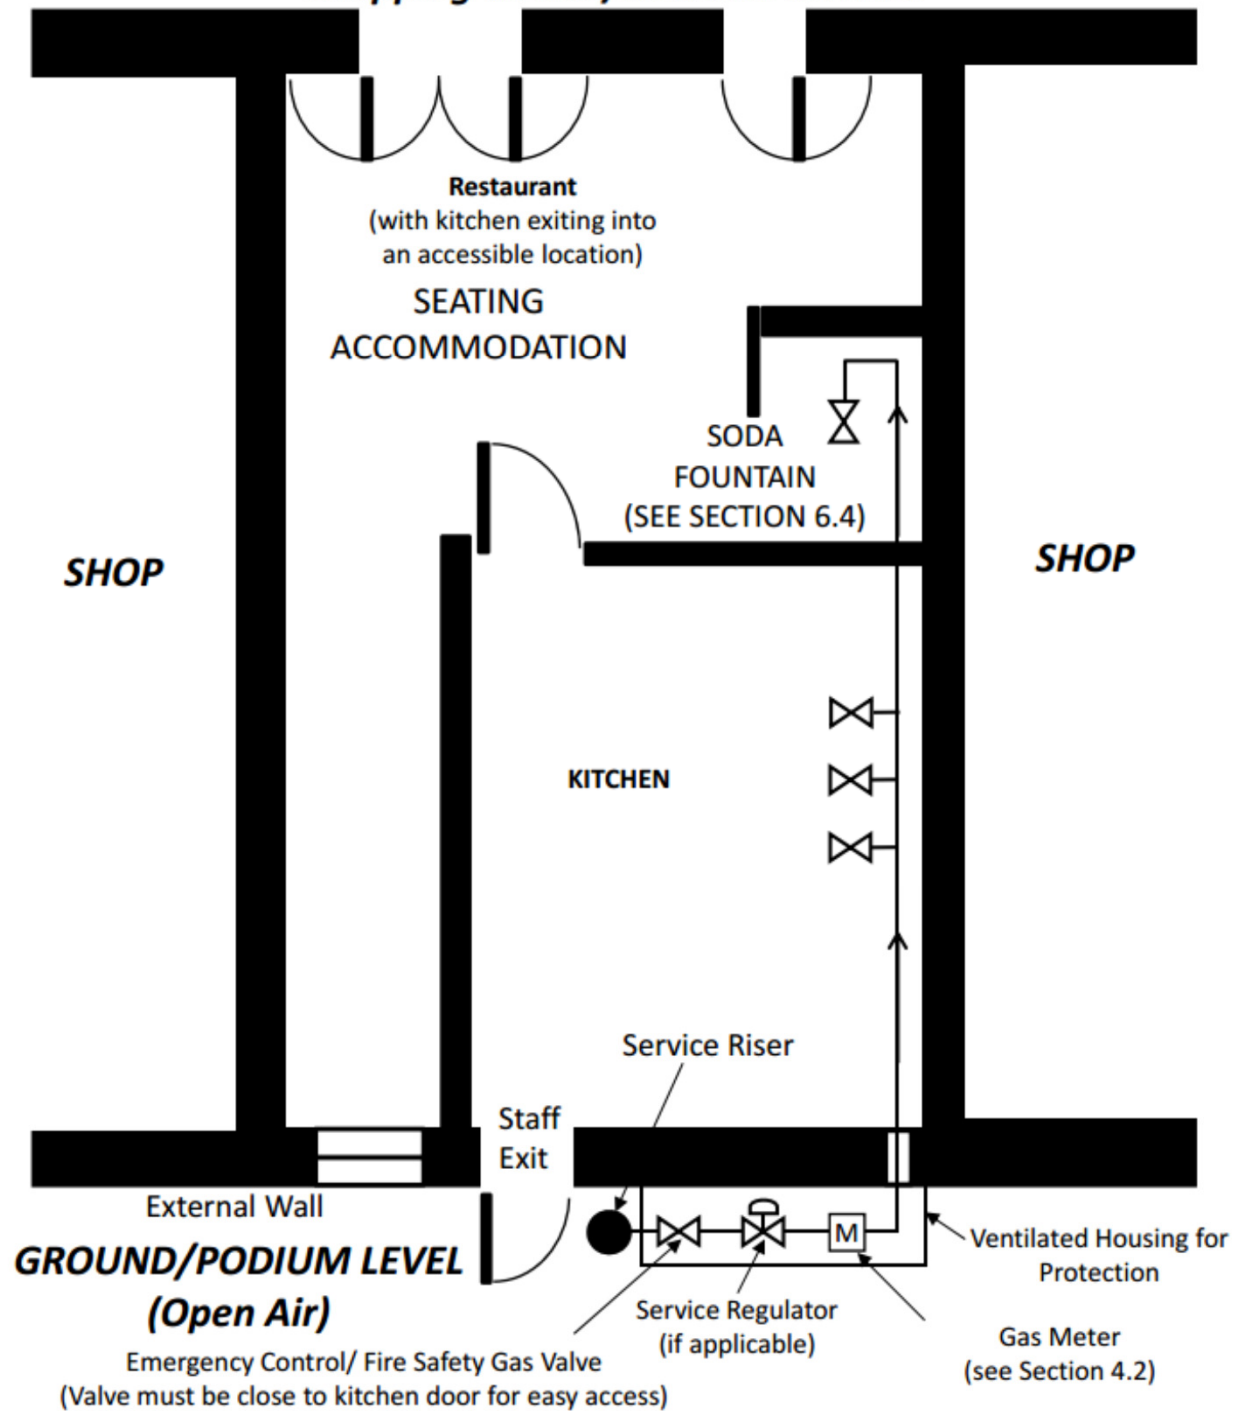 Restaurant
(with kitchen exiting into
an accessible location)
SEATING
ACCOMMODATION
SODA
FOUNTAIN
(SEE SECTION 6.4)
SHOP
SHOP
KITCHEN
Service Riser
Staff
Exit
External Wall
GROUND/PODIUM LEVEL
(Open Air)
M
Ventilated Housing for
Protection
Service Regulator
(if applicable)
Gas Meter
(see Section 4.2)
Emergency Control/ Fire Safety Gas Valve
(Valve must be close to kitchen door for easy access)